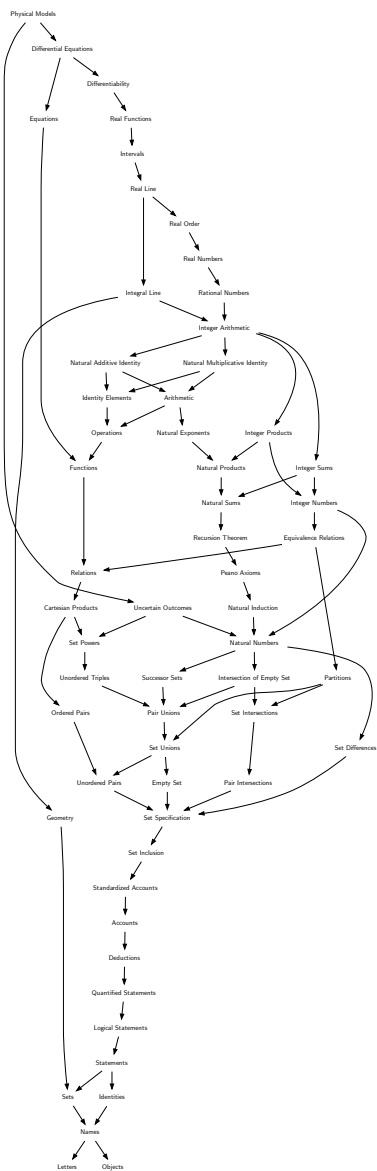 Physical Models
Differential Equations
Differentiability
Equations
Real Functions
Intervals
Real Line
Real Order
Real Numbers
Integral Line
Rational Numbers
Integer Arithmetic
Natural Additive Identity
Natural Multiplicative Identity
Identity Elements
Arithmetic
Operations
Natural Exponents
Integer Products
Functions
Natural Products
Integer Sums
Natural Sums
Integer Numbers
Recursion Theorem
Equivalence Relations
Relations
Peano Axioms
Cartesian Products
Uncertain Outcomes
Natural Induction
Set Powers
Natural Numbers
Unordered Triples
Successor Sets
Intersection of Empty Set
Partitions
Ordered Pairs
Pair Unions
Set Intersections
Set Unions
Set Differences
Unordered Pairs
Empty Set
Pair Intersections
Geometry
Set Specification
Set Inclusion
Standardized Accounts
Accounts
Deductions
Quantified Statements
Logical Statements
Statements
Sets
Identities
Names
Letters
Objects